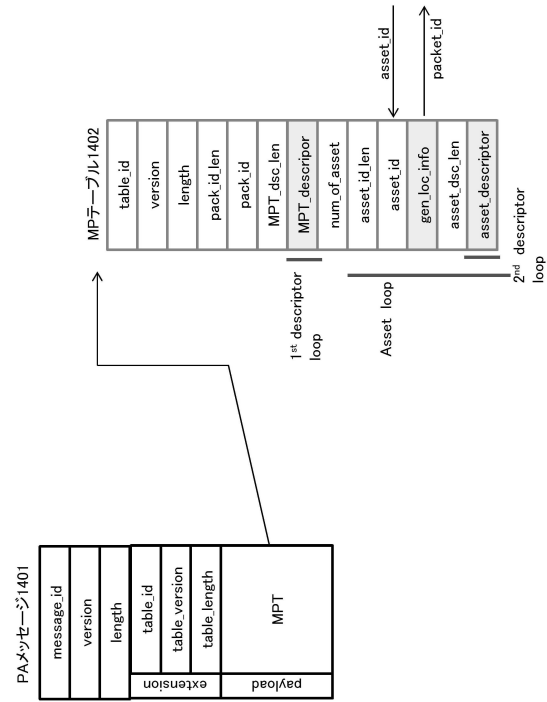 PAメッセージ1401
message_id
version
length
extension
table_id
table_version
table_length
payload
MPT
MPテーブル1402
table_id
version
length
pack_id_len
pack_id
MPT_dsc_len
MPT_descripor
num_of_asset
asset_id_len
asset_id
gen_loc_info
asset_dsc_len
asset_descriptor
1st descriptor
loop
Asset loop
2nd descriptor
loop
asset_id
packet_id